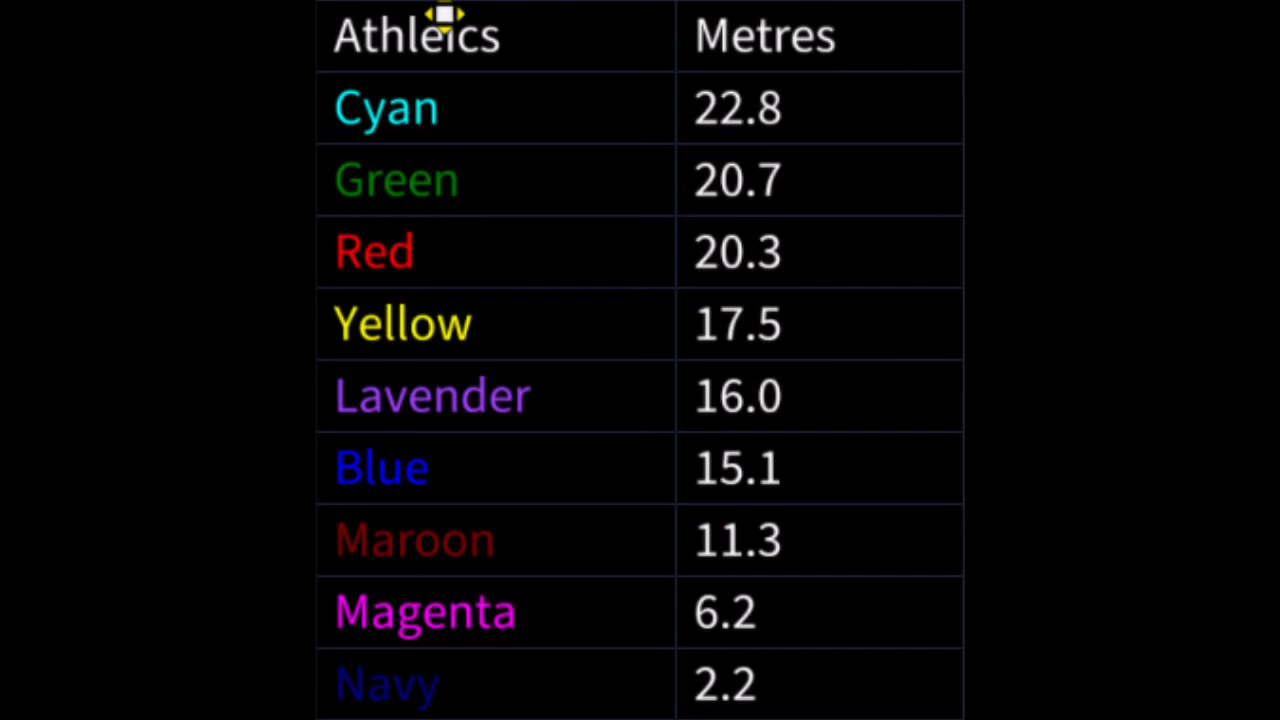 Athleics Metres
Cyan 22.8
Green 20.7
Red 20.3
Yellow 17.5
Lavender 16.0
Blue 15.1
Maroon 11.3
Magenta 6.2
Navy 2.2